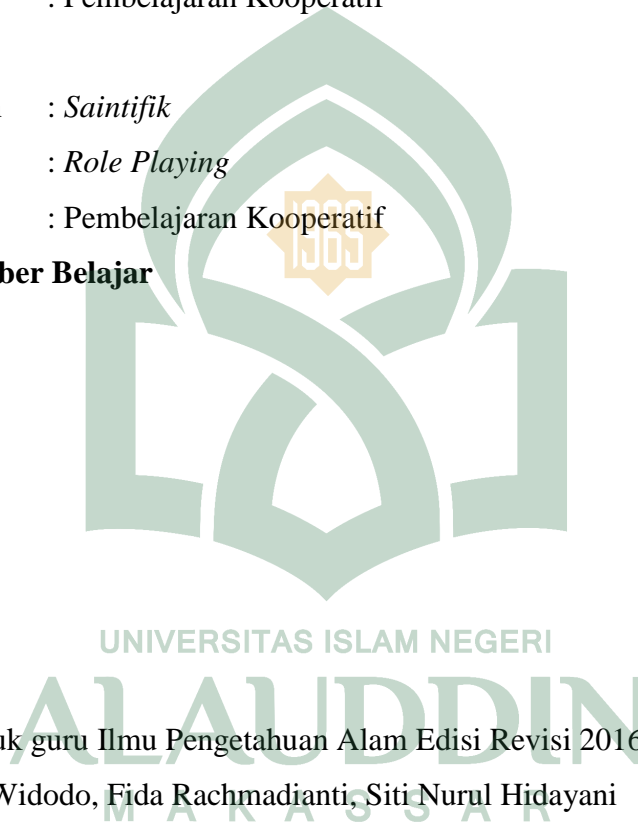 : Pembelajaran Kooperatif
: Saintifik
: Role Playing
: Pembelajaran Kooperatif
1965
ber Belajar
UNIVERSITAS ISLAM NEGERI
ALAUDDIN
uk guru Ilmu Pengetahuan Alam Edisi Revisi 2016
Widodo, Fida Rachmadianti, Siti Nurul Hidayani
MAKASSAR